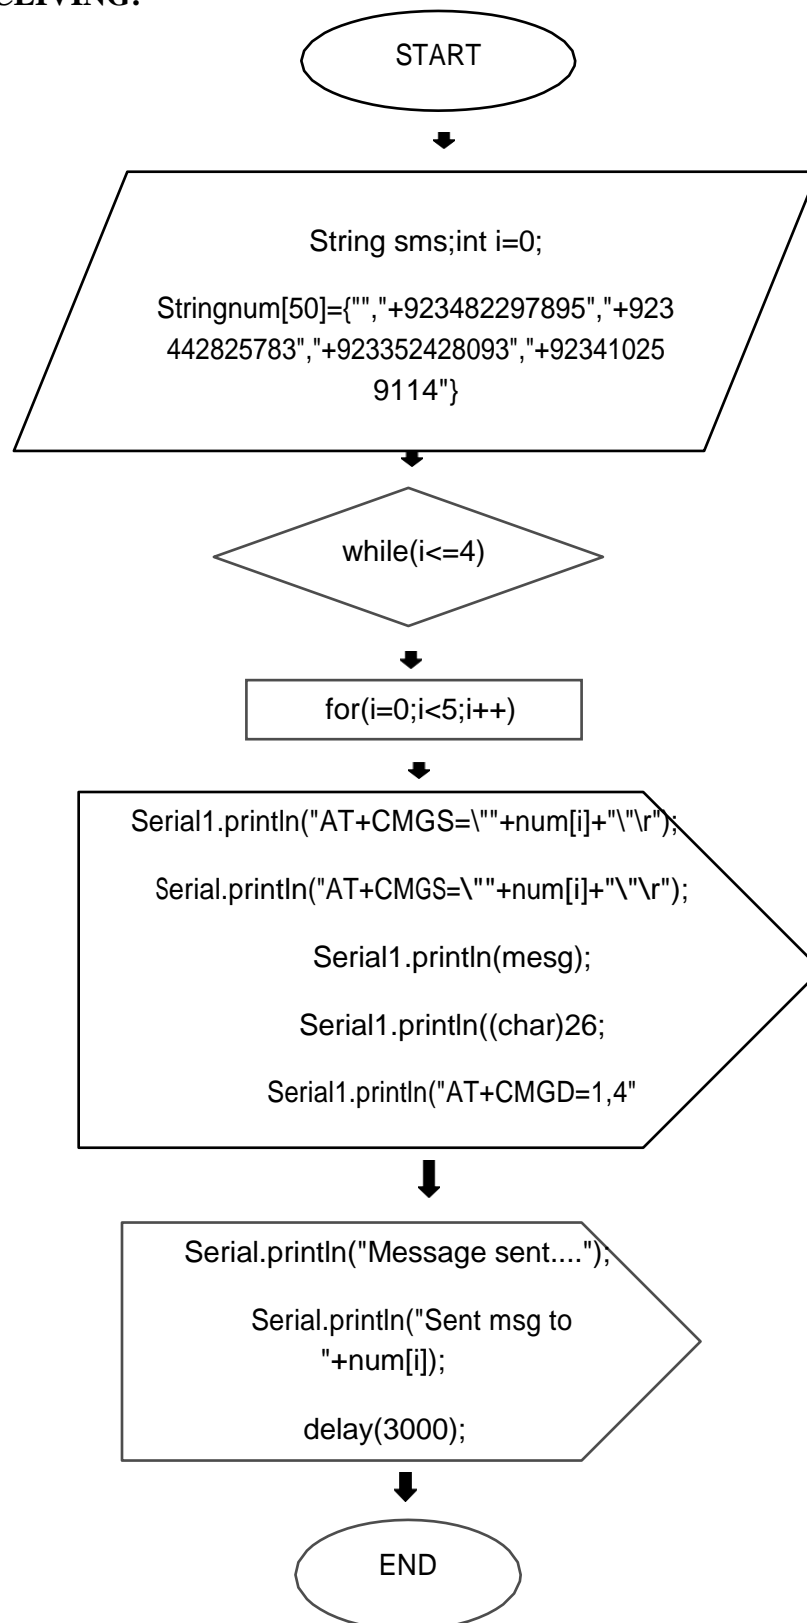 START
String sms;int i=0;
Stringnum[50]={"","+923482297895","+923
442825783","+923352428093","+92341025
9114"}
while(i<=4)
for(i=0;i<5;i++)
Serial1.println("AT+CMGS=\""+num[i]+"\"\r");
Serial.println("AT+CMGS=\""+num[i]+"\"\r");
Serial1.println(mesg);
Serial1.println((char)26;
Serial1.println("AT+CMGD=1,4"
Serial.println("Message sent....");
Serial.println("Sent msg to
"+num[i]);
delay(3000);
END